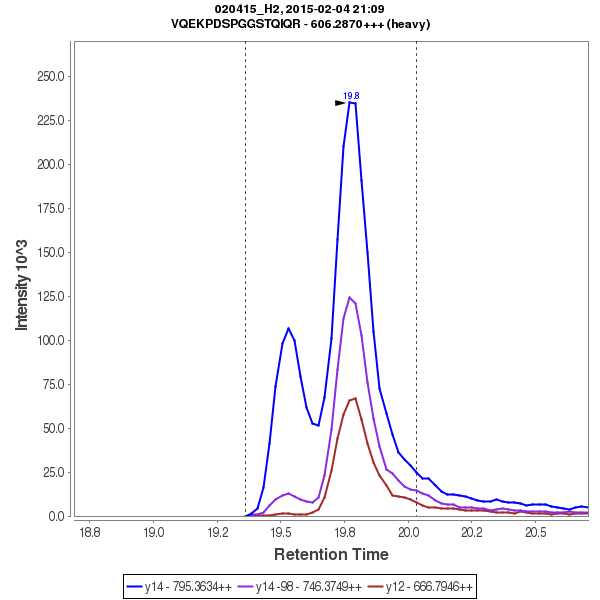 020415_H2, 2015-02-04 21:09
VQEKPDSPGGSTQIQR - 606.2870+++ (heavy)
250.0
225.0
200.0
175.0
150.0
125.0
100.0
75.0
50.0
25.0
0.0
Intensity 10^3
19.8
18.8 19.0 19.2 19.5 19.8 20.0 20.2 20.5
Retention Time
y14 - 795.3634++ y14 -98 - 746.3749++ y12 - 666.7946++